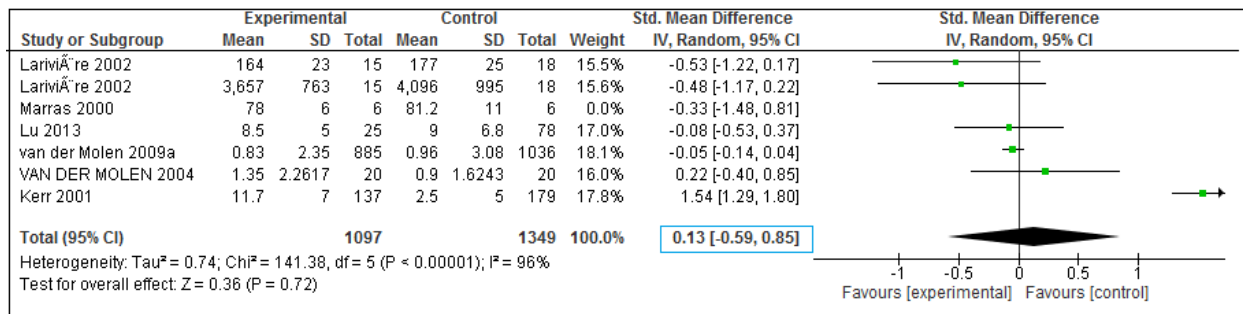 Experimental Control Std. Mean Difference Std. Mean Difference
Study or Subgroup Mean SD Total Mean SD Total Weight IV, Random, 95% CI IV, Random, 95% CI
LariviÃ¨re 2002 164 23 15 177 25 18 15.5% -0.53 [-1.22, 0.17]
LariviÃ¨re 2002 3,657 763 15 4,096 995 18 15.6% -0.48 [-1.17, 0.22]
Marras 2000 78 6 6 81.2 11 6 0.0% -0.33 [-1.48, 0.81]
Lu 2013 8.5 5 25 9 6.8 78 17.0% -0.08 [-0.53, 0.37]
van der Molen 2009a 0.83 2.35 885 0.96 3.08 1036 18.1% -0.05 [-0.14, 0.04]
VAN DER MOLEN 2004 1.35 2.2617 20 0.9 1.6243 20 16.0% 0.22 [-0.40, 0.85]
Kerr 2001 11.7 7 137 2.5 5 179 17.8% 1.54 [1.29, 1.80]
Total (95% CI) 1097 1349 100.0% 0.13 [-0.59, 0.85]
Heterogeneity: Tau² = 0.74; Chi² = 141.38, df = 5 (P < 0.00001); I² = 96%
Test for overall effect: Z = 0.36 (P = 0.72)
-1 -0.5 0 0.5 1
Favours [experimental] Favours [control]